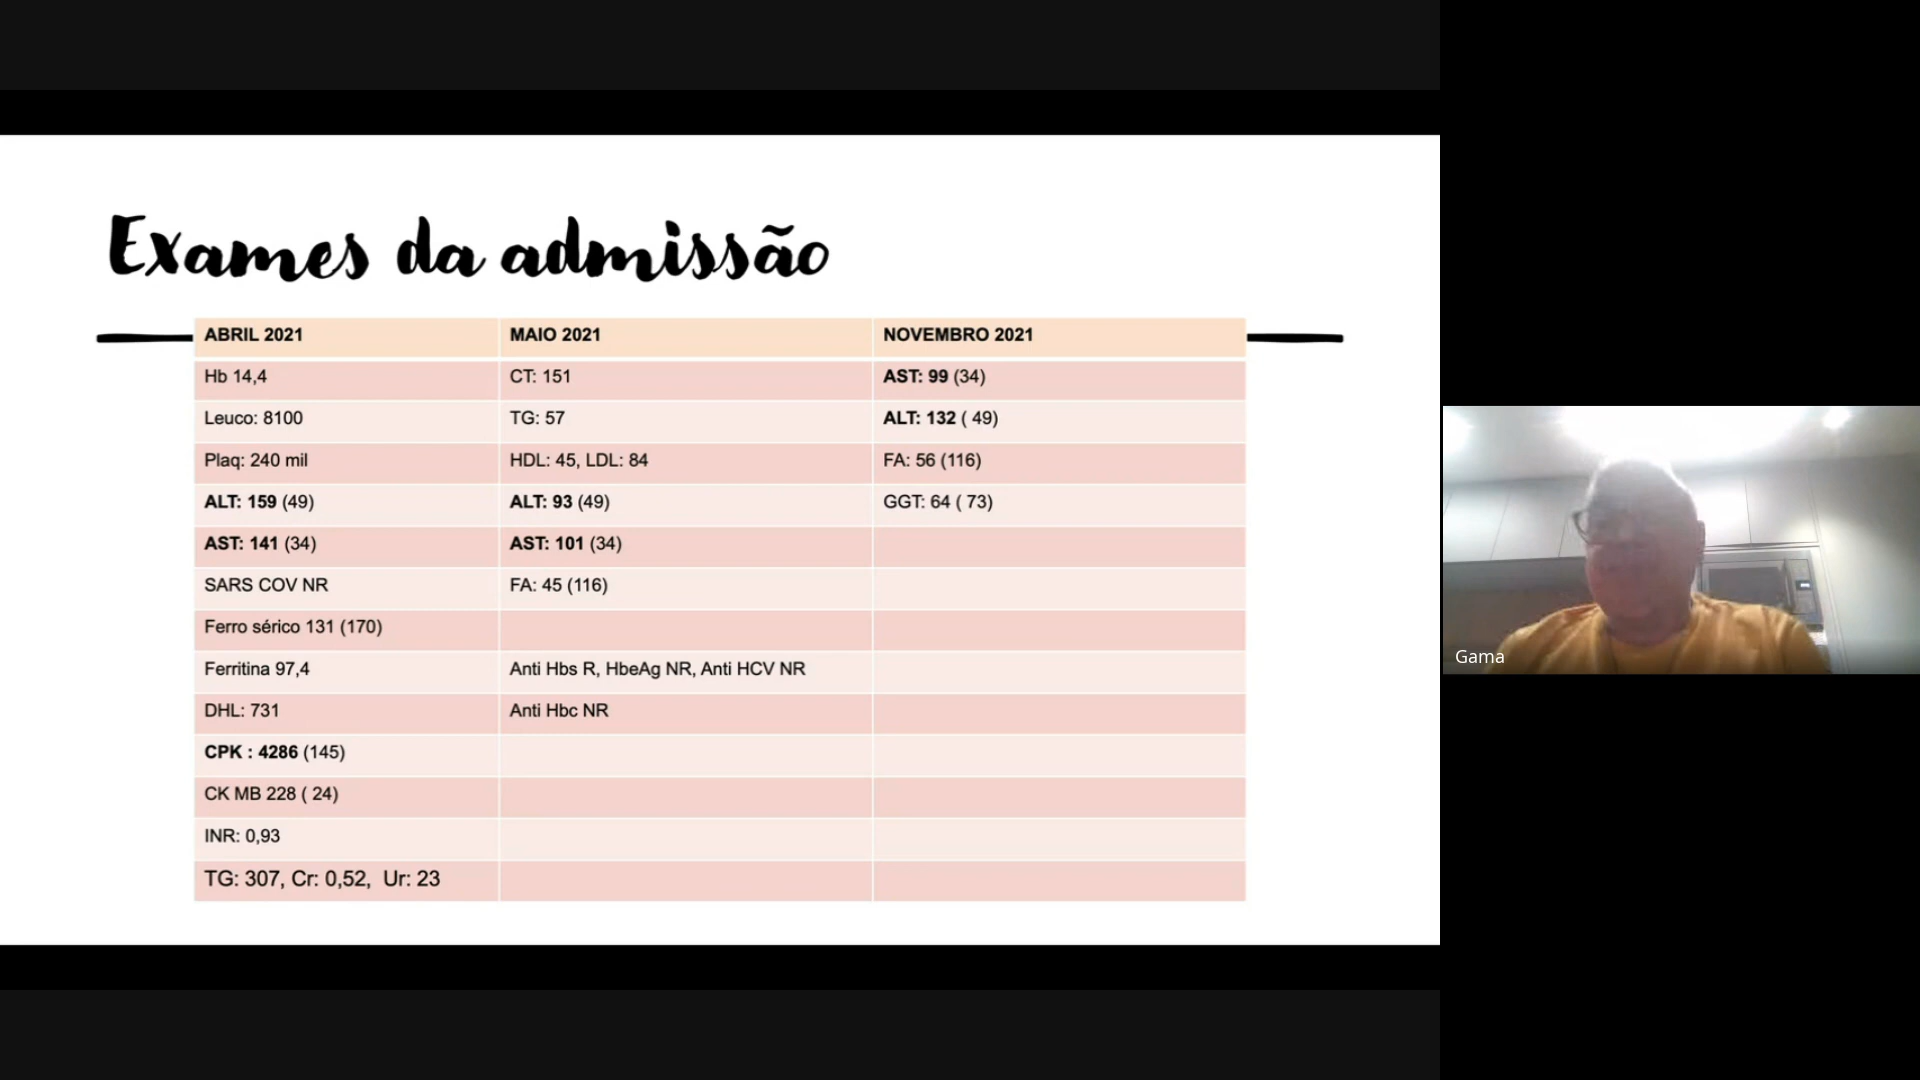 Exames da admissão
ABRIL 2021 MAIO 2021 NOVEMBRO 2021
Hb 14,4 CT: 151 AST: 99 (34)
Leuco: 8100 TG: 57 ALT: 132 ( 49)
Plaq: 240 mil HDL: 45, LDL: 84 FA: 56 (116)
ALT: 159 (49) ALT: 93 (49) GGT: 64 ( 73)
AST: 141 (34) AST: 101 (34)
SARS COV NR FA: 45 (116)
Ferro sérico 131 (170)
Ferritina 97,4 Anti Hbs R, HbeAg NR, Anti HCV NR
DHL: 731 Anti Hbc NR
CPK : 4286 (145)
CK MB 228 ( 24)
INR: 0,93
TG: 307, Cr: 0,52, Ur: 23
Gama